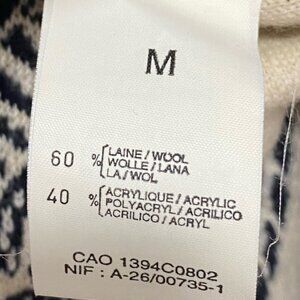 M
60 % { LAINE / WOOL
WOLLE / LANA
LA / WOL
40 % { ACRYLIQUE / ACRYLIC
POLYACRYL / ACRILICO
ACRILICO / ACRYL
CAO 1394C0802
NIF : A-26/00735-1